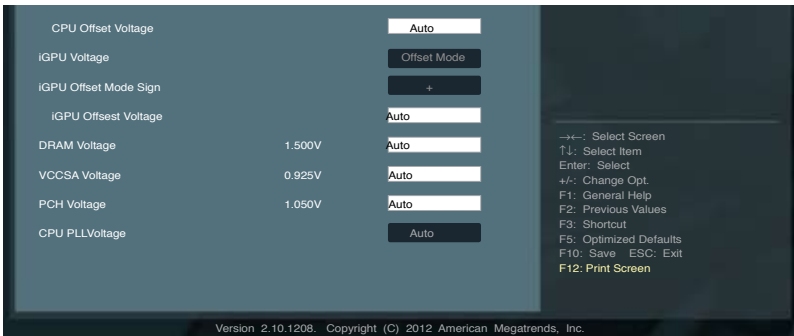 CPU Offset Voltage Auto
iGPU Voltage Offset Mode
iGPU Offset Mode Sign +
iGPU Offsest Voltage Auto
DRAM Voltage 1.500V Auto
VCCSA Voltage 0.925V Auto
PCH Voltage 1.050V Auto
CPU PLLVoltage Auto
→←: Select Screen
↑↓: Select Item
Enter: Select
+/-: Change Opt.
F1: General Help
F2: Previous Values
F3: Shortcut
F5: Optimized Defaults
F10: Save ESC: Exit
F12: Print Screen
Version 2.10.1208. Copyright (C) 2012 American Megatrends, Inc.